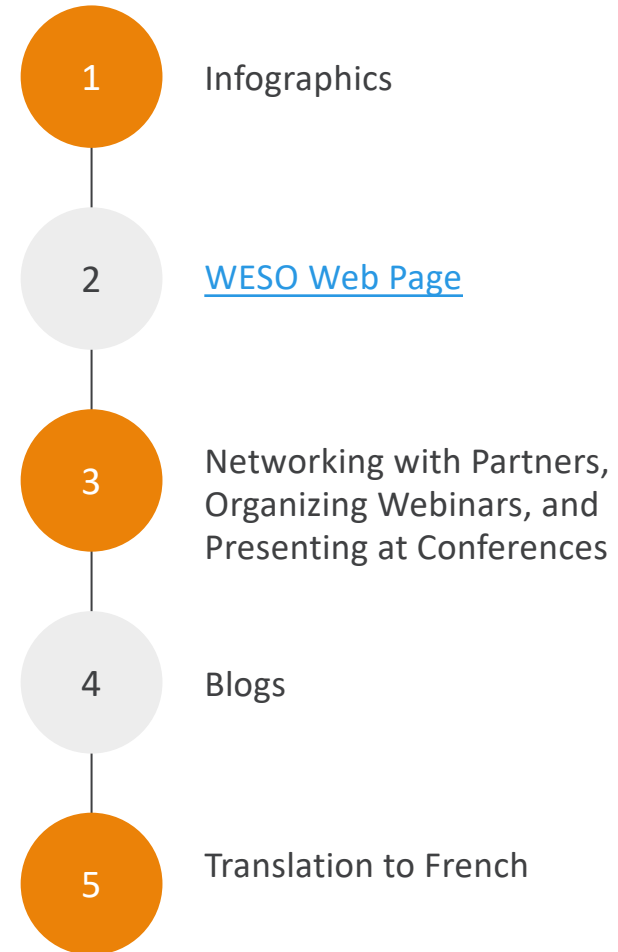 1
Infographics
2
WESO Web Page
3
Networking with Partners,
Organizing Webinars, and
Presenting at Conferences
4
Blogs
5
Translation to French